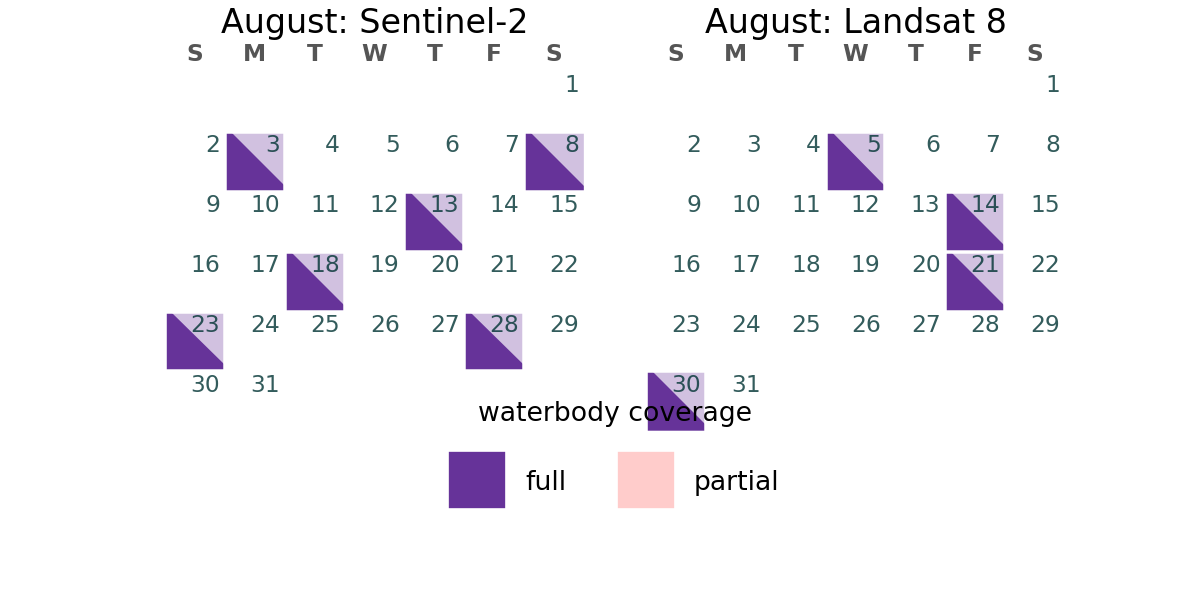 August: Sentinel-2
S M T W T F S
1
2 3 4 5 6 7 8
9 10 11 12 13 14 15
16 17 18 19 20 21 22
23 24 25 26 27 28 29
30 31
August: Landsat 8
S M T W T F S
1
2 3 4 5 6 7 8
9 10 11 12 13 14 15
16 17 18 19 20 21 22
23 24 25 26 27 28 29
30 31
waterbody coverage
full
partial